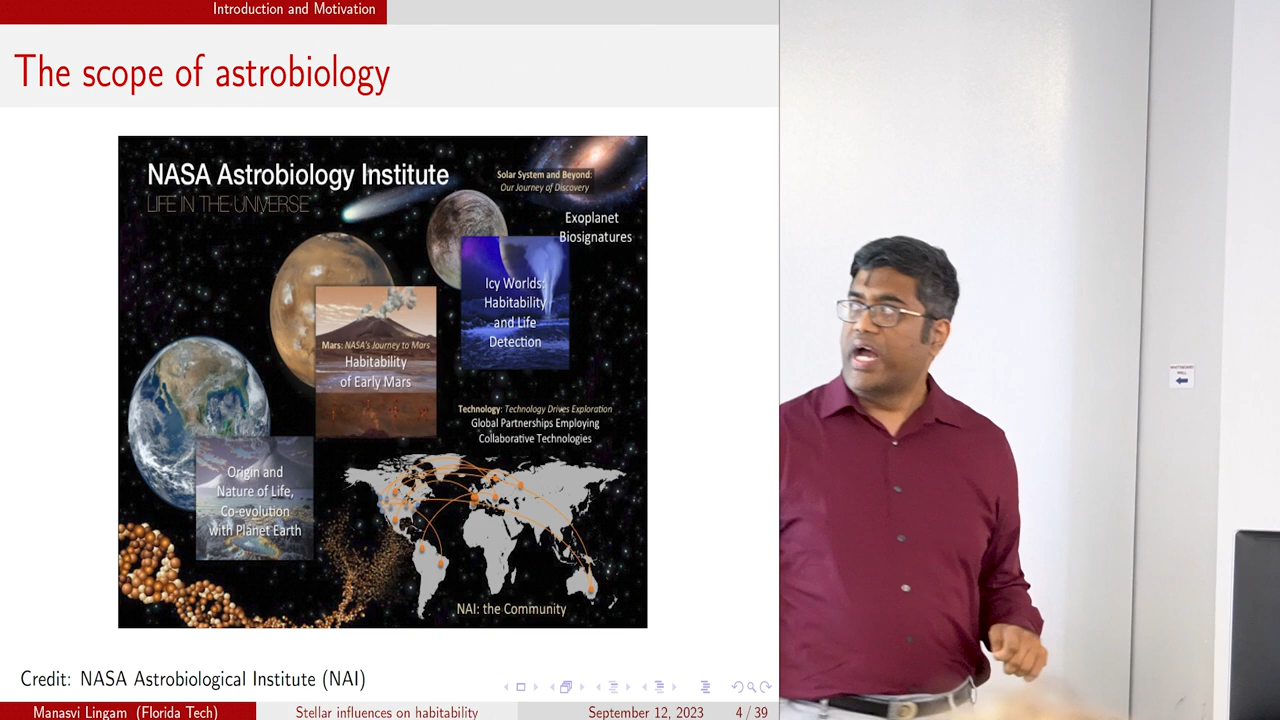 Introduction and Motivation
The scope of astrobiology
NASA Astrobiology Institute
LIFE IN THE UNIVERSE
Solar System and Beyond:
Our Journey of Discovery
Exoplanet
Biosignatures
Icy Worlds:
Habitability
and Life
Detection
Mars: NASA's Journey to Mars
Habitability
of Early Mars
Technology: Technology Drives Exploration
Global Partnerships Employing
Collaborative Technologies
Origin and
Nature of Life,
Co-evolution
with Planet Earth
NAI: the Community
Credit: NASA Astrobiological Institute (NAI)
Manasvi Lingam (Florida Tech)
Stellar influences on habitability
September 12, 2023
4 / 39